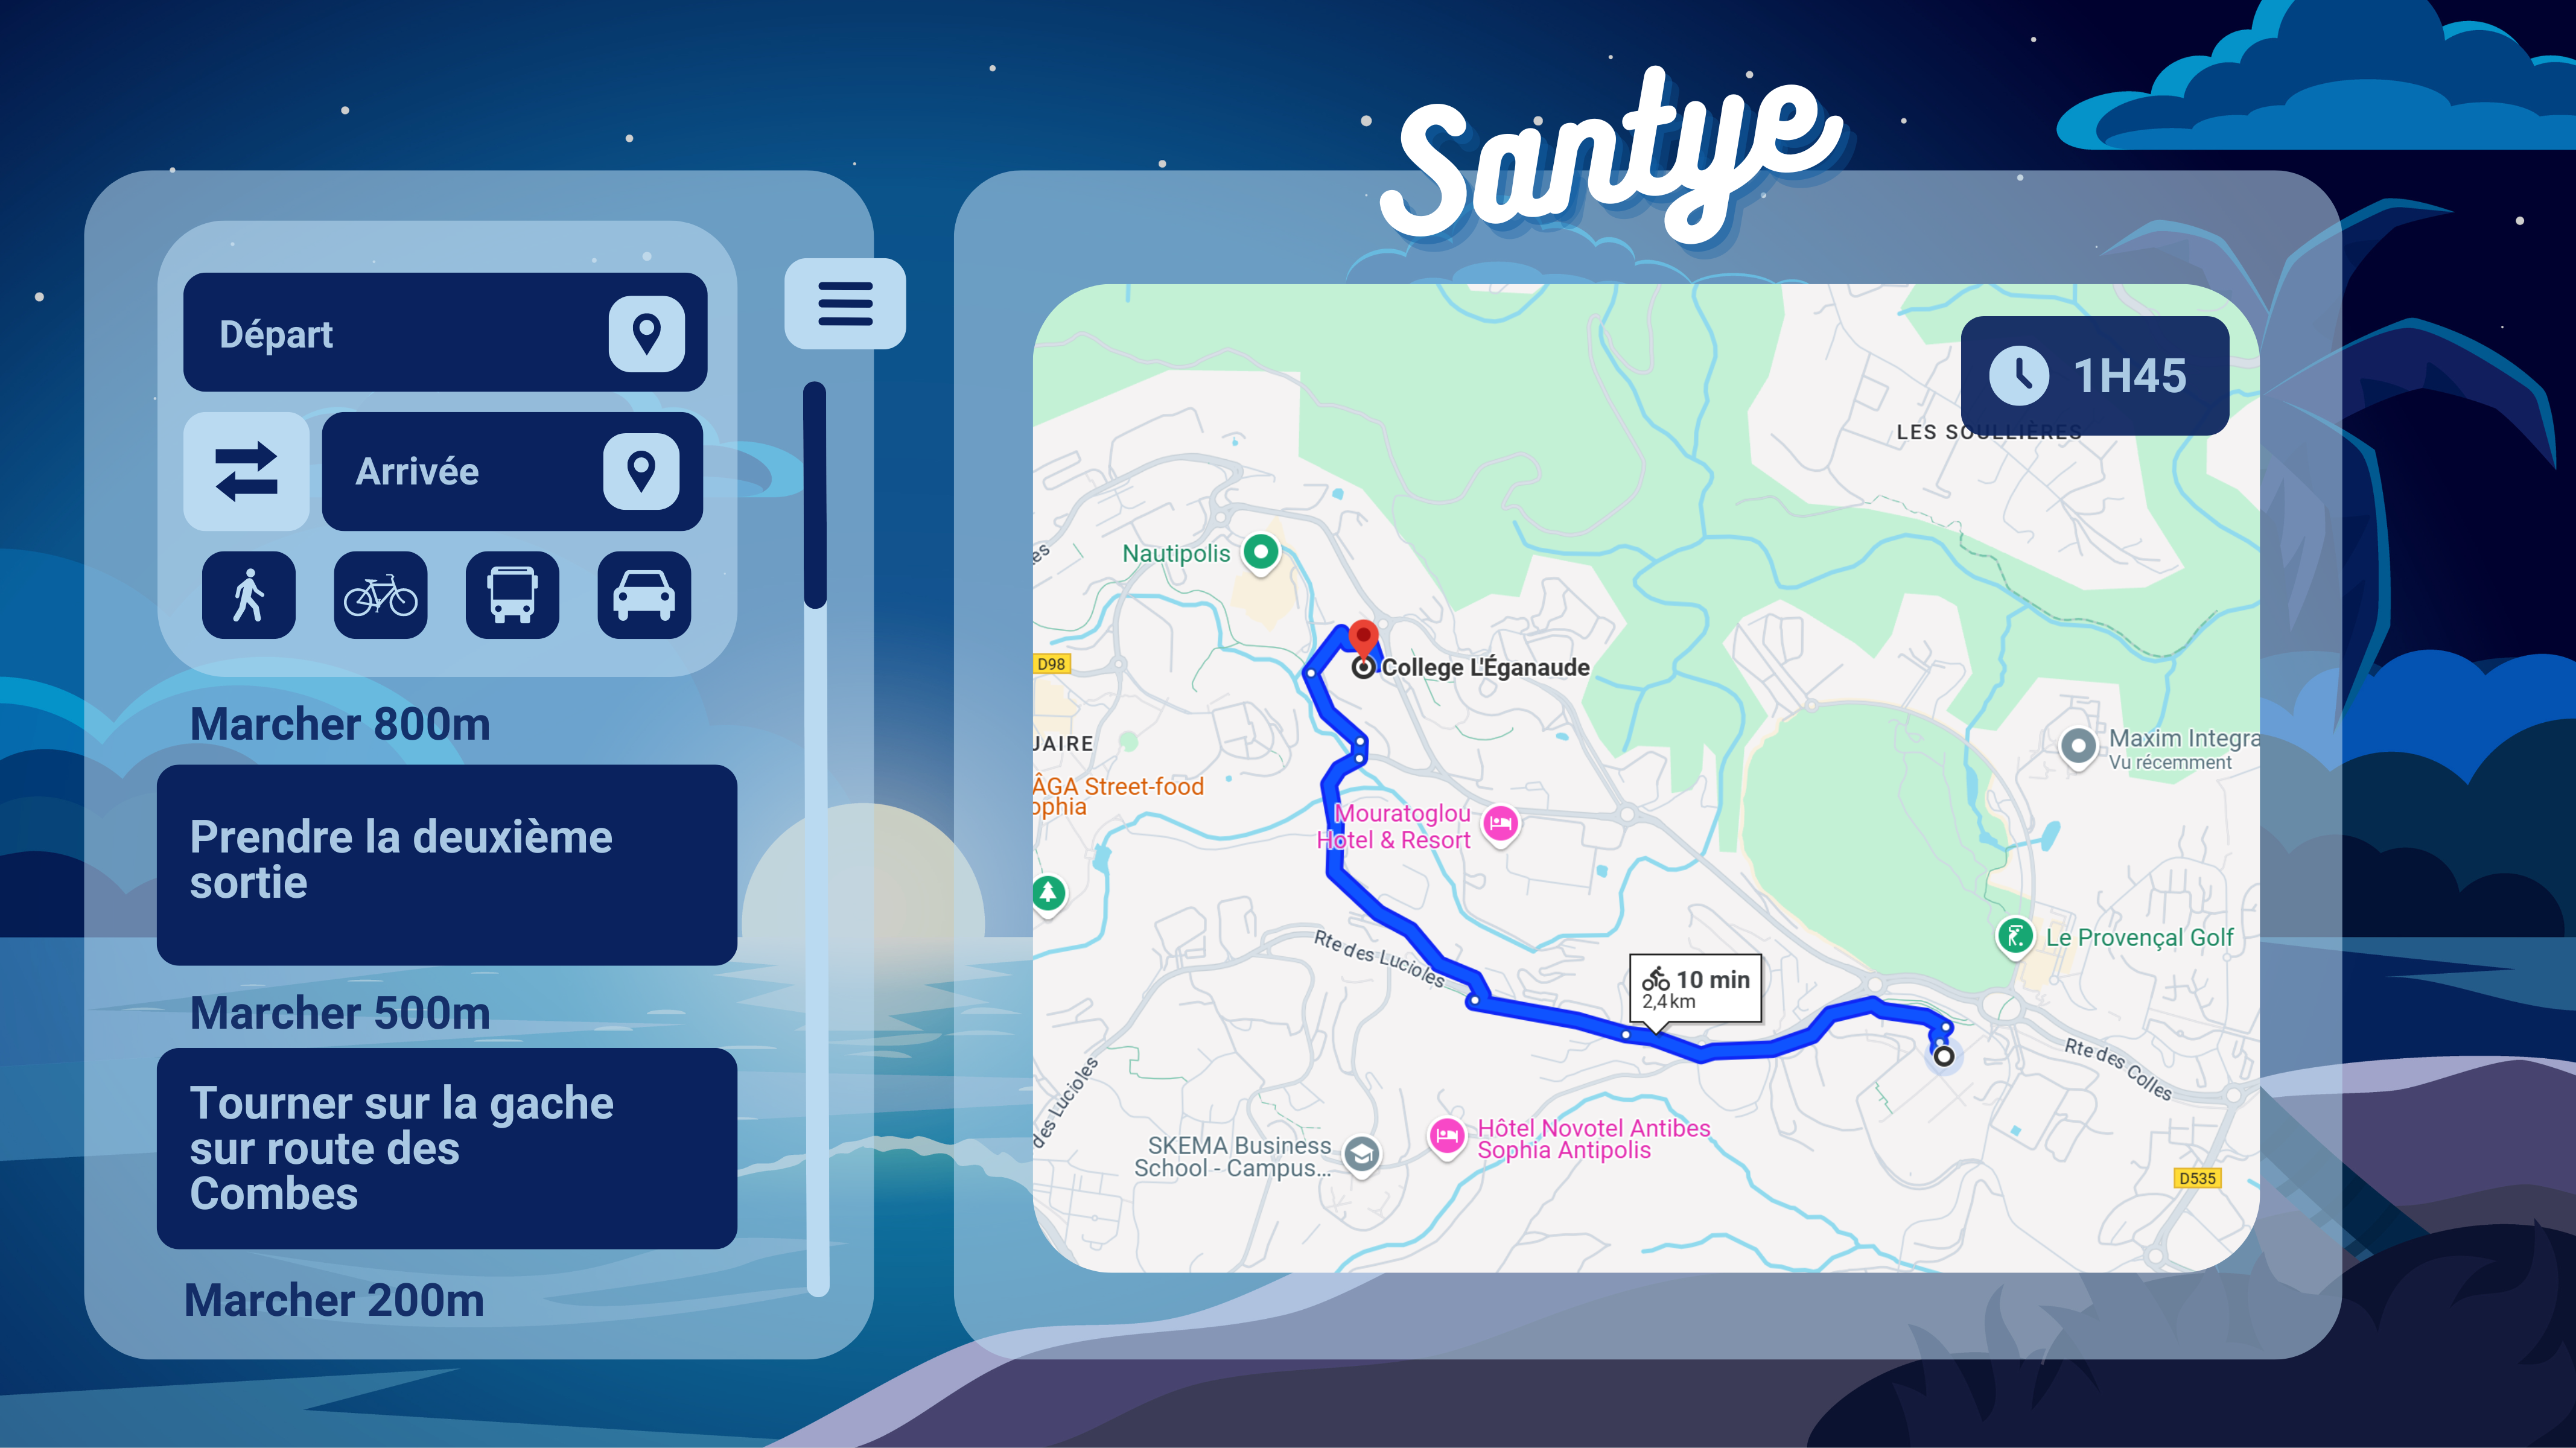 Santye
Départ
Arrivée
Marcher 800m
Prendre la deuxième
sortie
Marcher 500m
Tourner sur la gache
sur route des
Combes
Marcher 200m
1H45
LES SOULLIÈRES
Nautipolis
D98
College L'Éganaude
JAIRE
ÂGA Street-food
ophia
Maxim Integra
Vu récemment
Mouratoglou
Hotel & Resort
Le Provençal Golf
Rte des Lucioles
10 min
2,4 km
Rte des Colles
des Lucioles
SKEMA Business
School - Campus...
Hôtel Novotel Antibes
Sophia Antipolis
D535